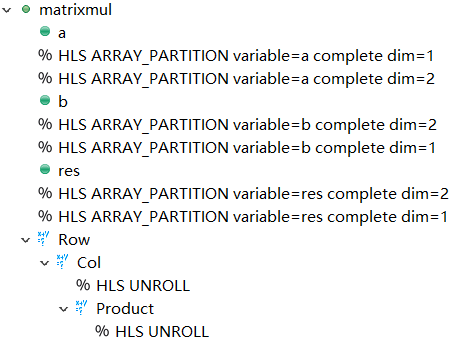 matrixmul
a
% HLS ARRAY_PARTITION variable=a complete dim=1
% HLS ARRAY_PARTITION variable=a complete dim=2
b
% HLS ARRAY_PARTITION variable=b complete dim=2
% HLS ARRAY_PARTITION variable=b complete dim=1
res
% HLS ARRAY_PARTITION variable=res complete dim=2
% HLS ARRAY_PARTITION variable=res complete dim=1
Row
Col
% HLS UNROLL
Product
% HLS UNROLL